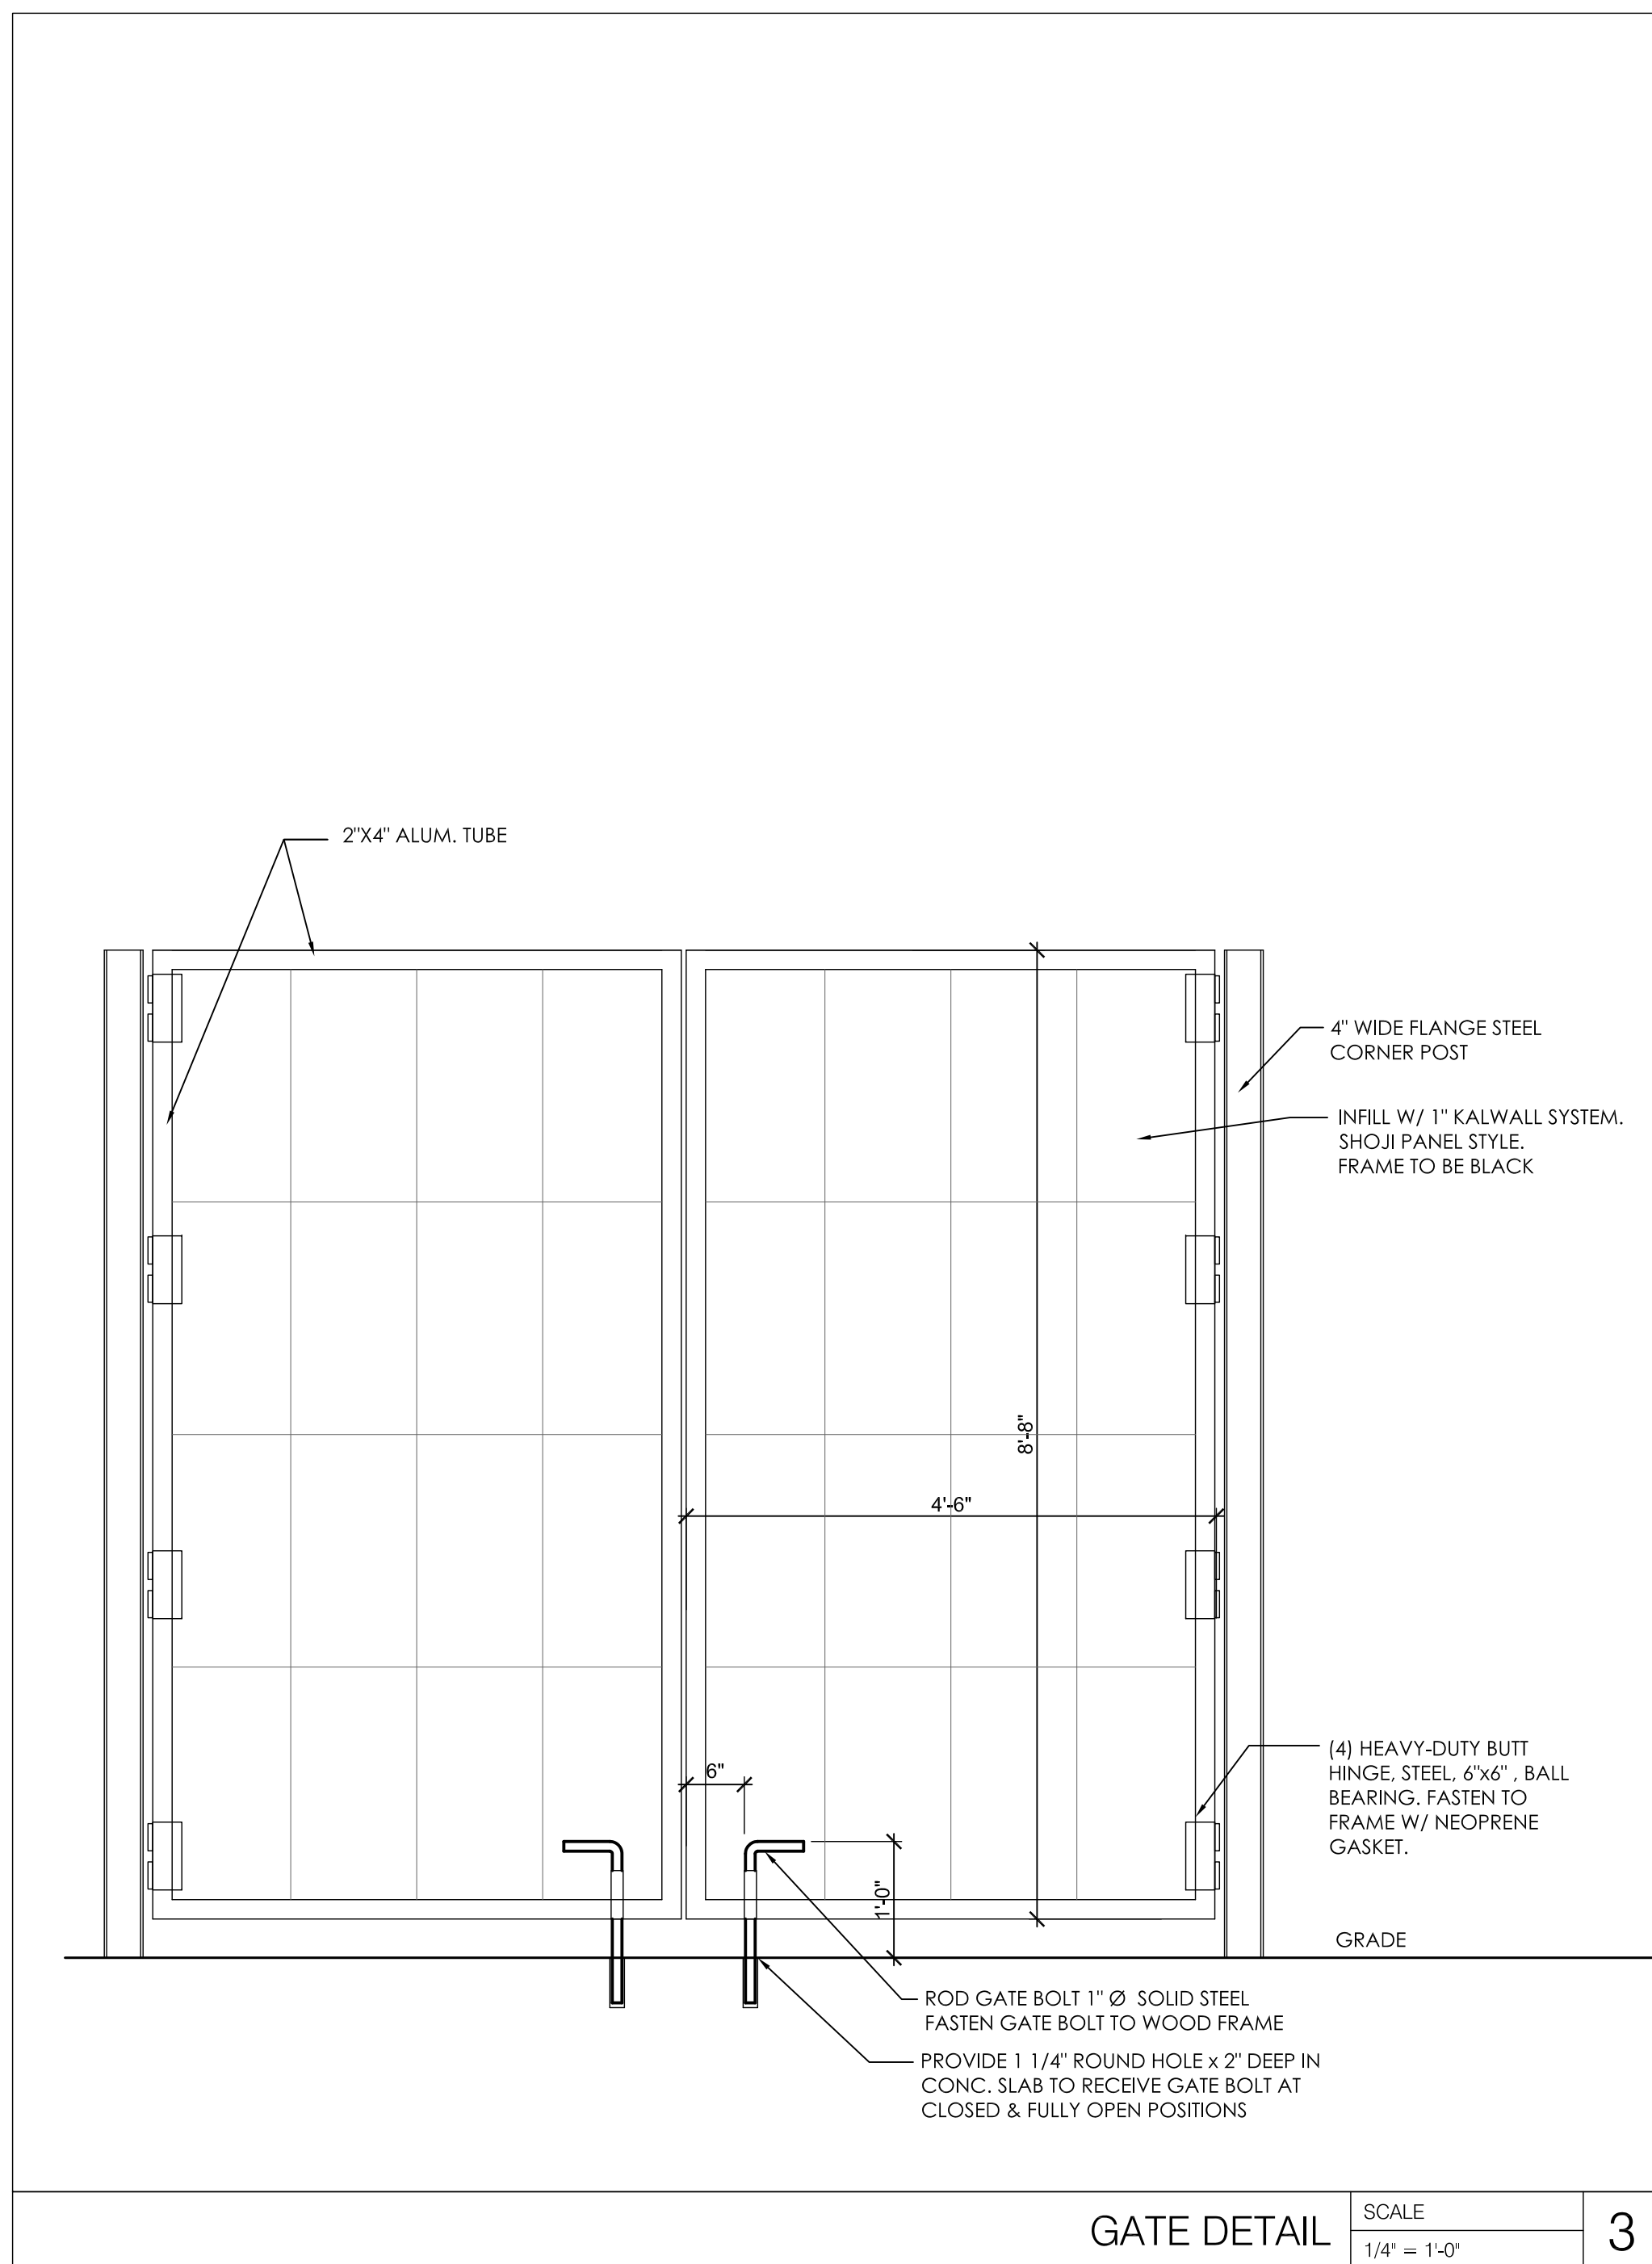 2"X4" ALUM. TUBE
4" WIDE FLANGE STEEL
CORNER POST
INFILL W/ 1" KALWALL SYSTEM.
SHOJI PANEL STYLE.
FRAME TO BE BLACK
8'-8"
4'-6"
6"
(4) HEAVY-DUTY BUTT
HINGE, STEEL, 6"x6" , BALL
BEARING. FASTEN TO
FRAME W/ NEOPRENE
GASKET.
1'-0"
GRADE
ROD GATE BOLT 1" Ø SOLID STEEL
FASTEN GATE BOLT TO WOOD FRAME
PROVIDE 1 1/4" ROUND HOLE x 2" DEEP IN
CONC. SLAB TO RECEIVE GATE BOLT AT
CLOSED & FULLY OPEN POSITIONS
GATE DETAIL
SCALE
1/4" = 1'-0"
3